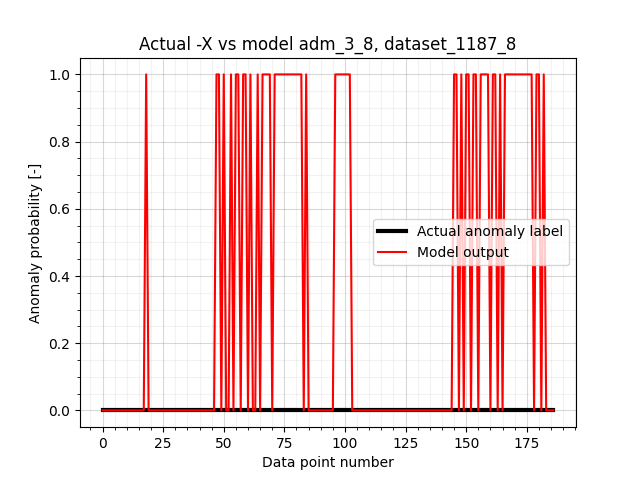 Actual -X vs model adm_3_8, dataset_1187_8
Anomaly probability [-]
1.0
0.8
0.6
0.4
0.2
0.0
Actual anomaly label
Model output
0 25 50 75 100 125 150 175
Data point number